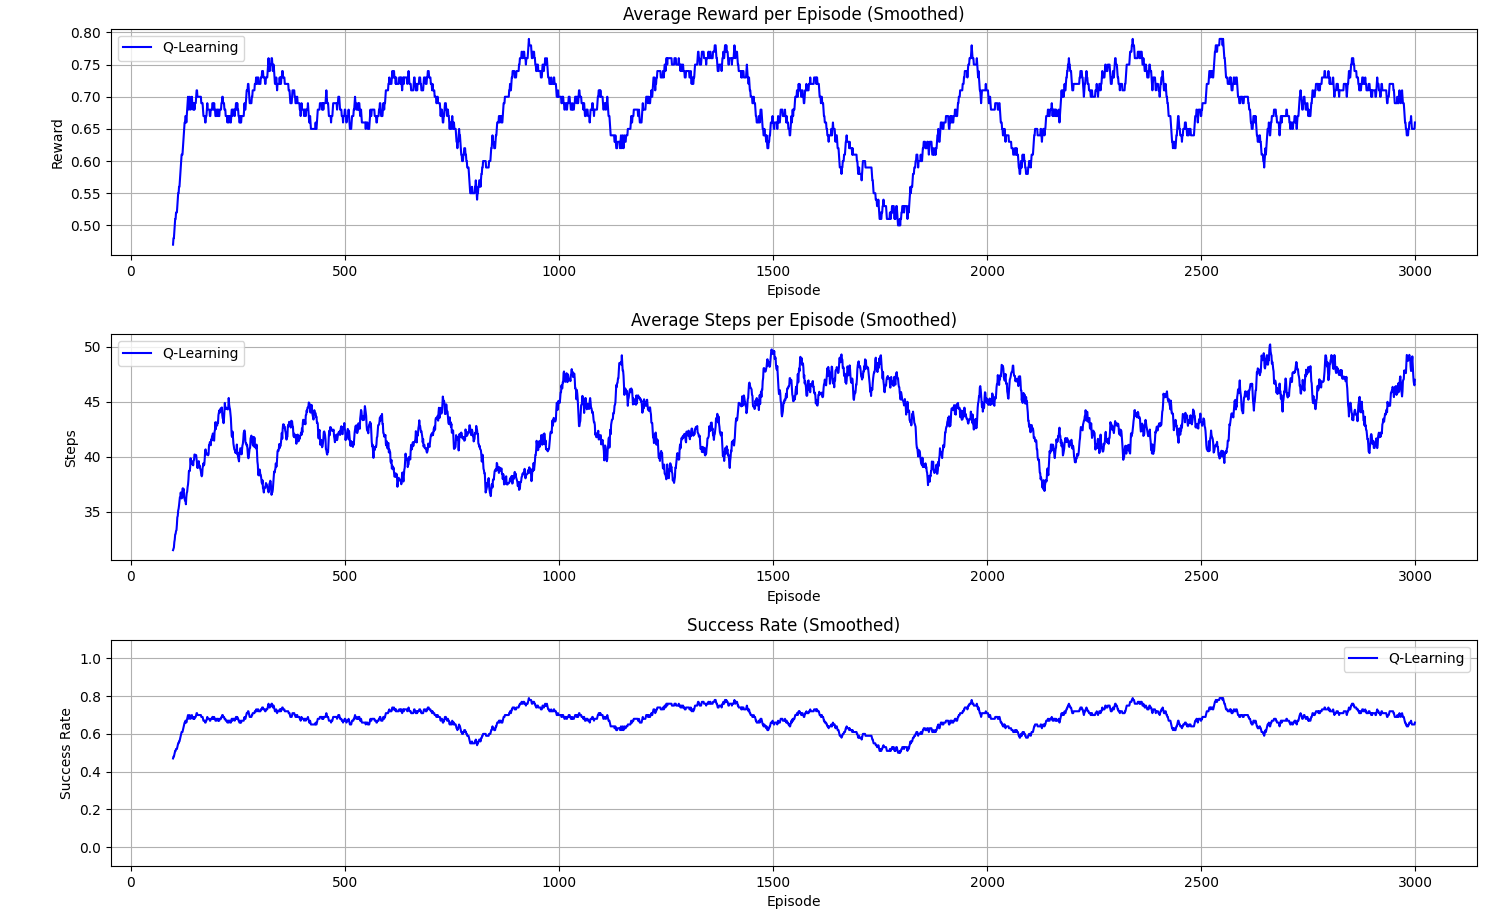 Average Reward per Episode (Smoothed)
Q-Learning
Reward
0.80
0.75
0.70
0.65
0.60
0.55
0.50
0 500 1000 1500 2000 2500 3000
Episode
Average Steps per Episode (Smoothed)
Q-Learning
Steps
50
45
40
35
0 500 1000 1500 2000 2500 3000
Episode
Success Rate (Smoothed)
Q-Learning
Success Rate
1.0
0.8
0.6
0.4
0.2
0.0
0 500 1000 1500 2000 2500 3000
Episode